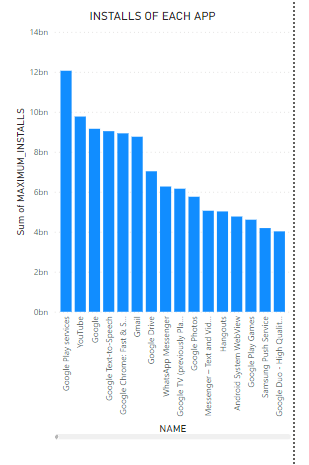 INSTALLS OF EACH APP
14bn
12bn
10bn
8bn
6bn
4bn
2bn
0bn
Sum of MAXIMUM_INSTALLS
Google Play services
YouTube
Google
Google Text-to-Speech
Google Chrome: Fast & S...
Gmail
Google Drive
WhatsApp Messenger
Google TV (previously Pla...
Google Photos
Messenger – Text and Vid...
Hangouts
Android System WebView
Google Play Games
Samsung Push Service
Google Duo - High Qualit...
NAME